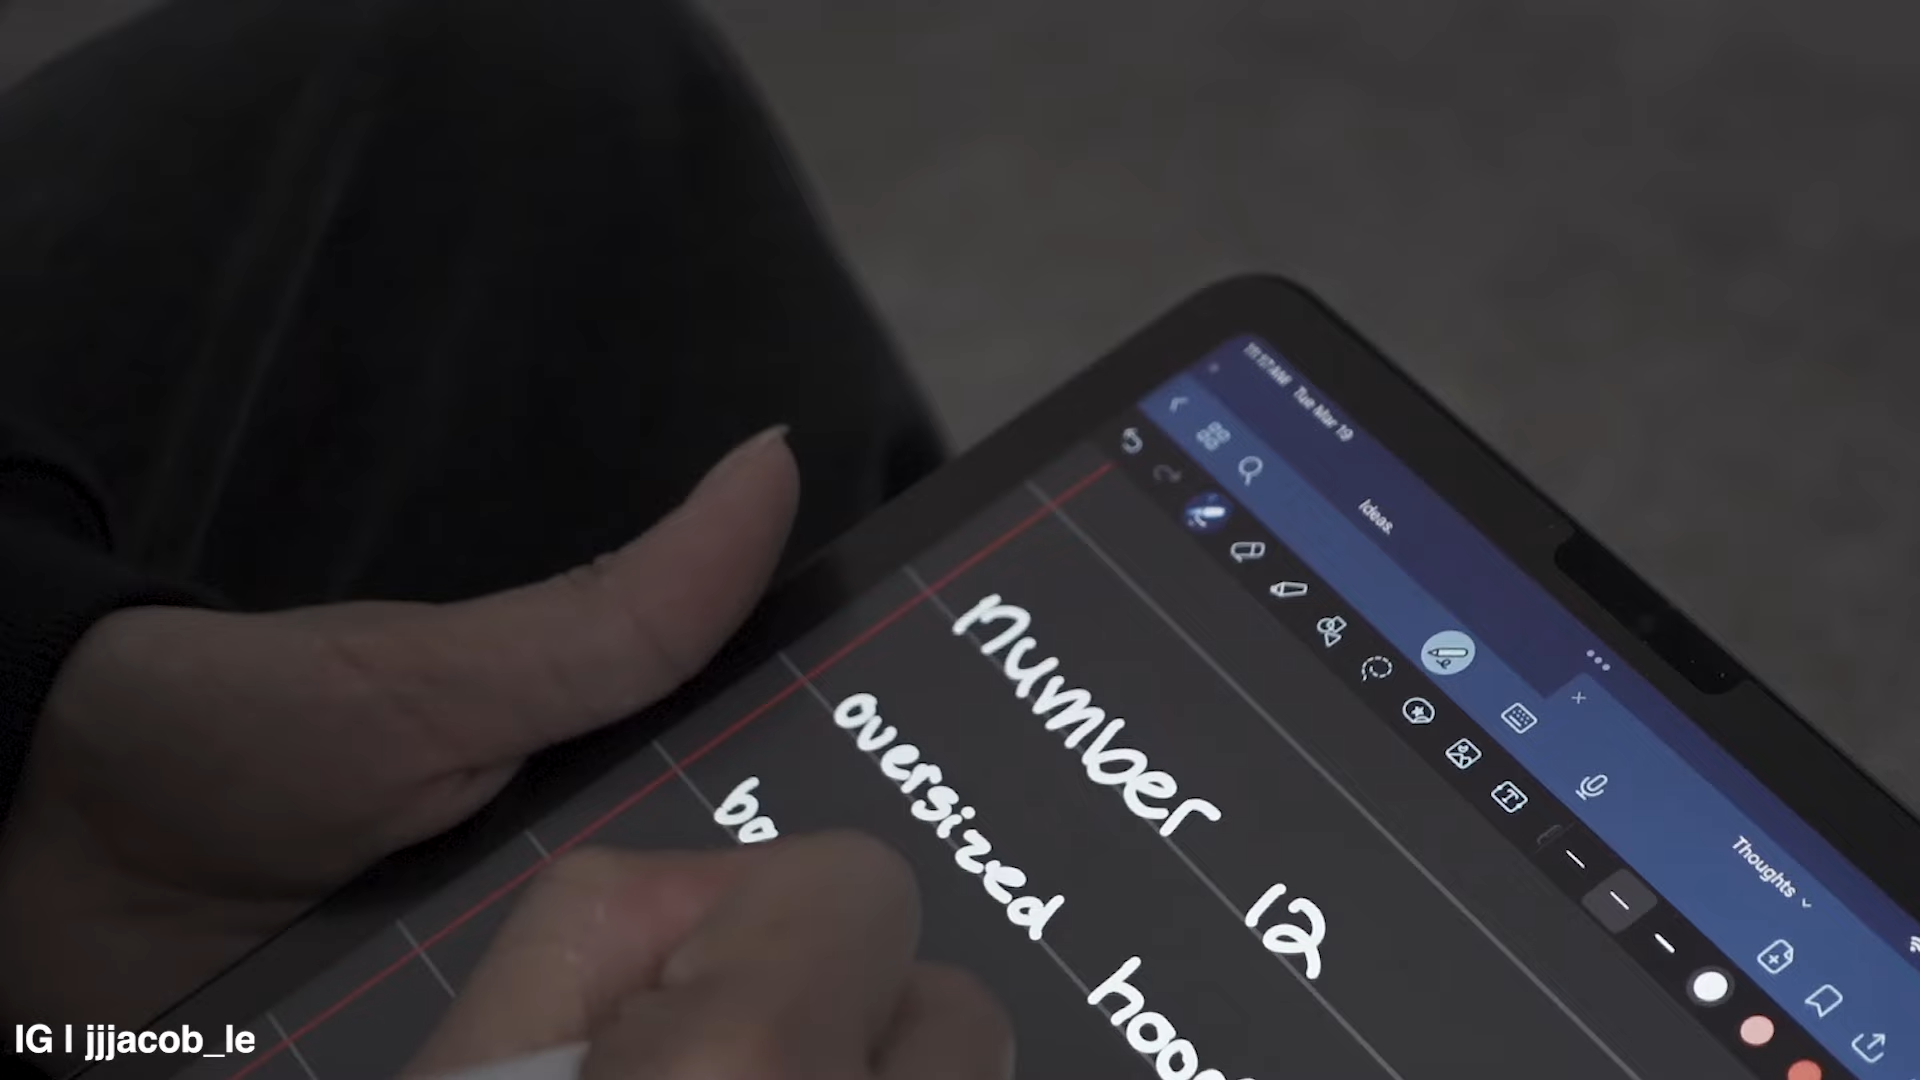 11:17 AM Tue Mar 19
Ideas.
Thoughts
number 12
oversized
IG | jjjacob_le